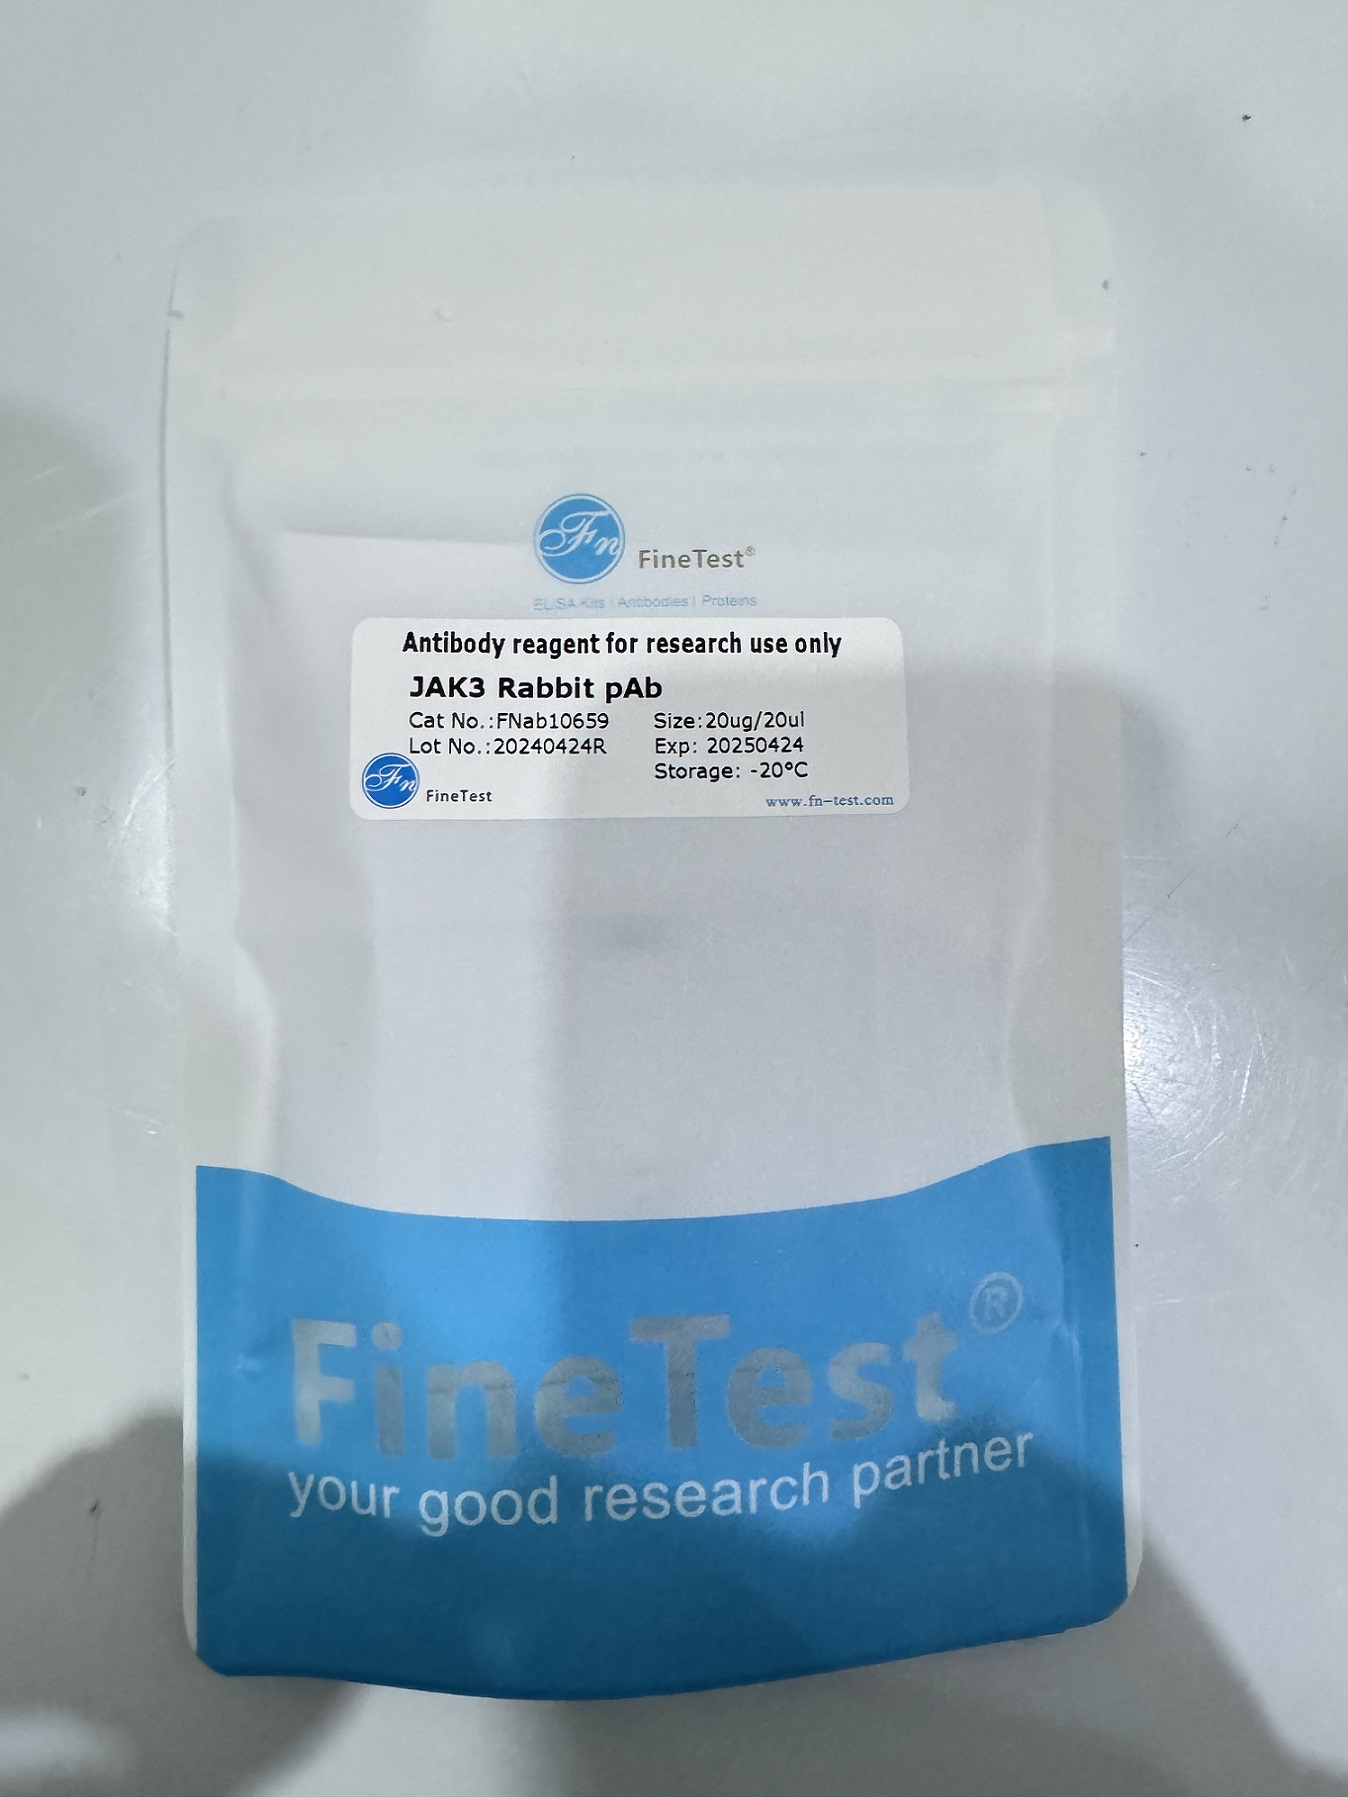 Fn FineTest®
ELISA Kits | Antibodies | Proteins
Antibody reagent for research use only
JAK3 Rabbit pAb
Cat No.:FNab10659 Size:20ug/20ul
Lot No.:20240424R Exp: 20250424
Storage: -20°C
Fn FineTest www.fn-test.com
FineTest®
your good research partner